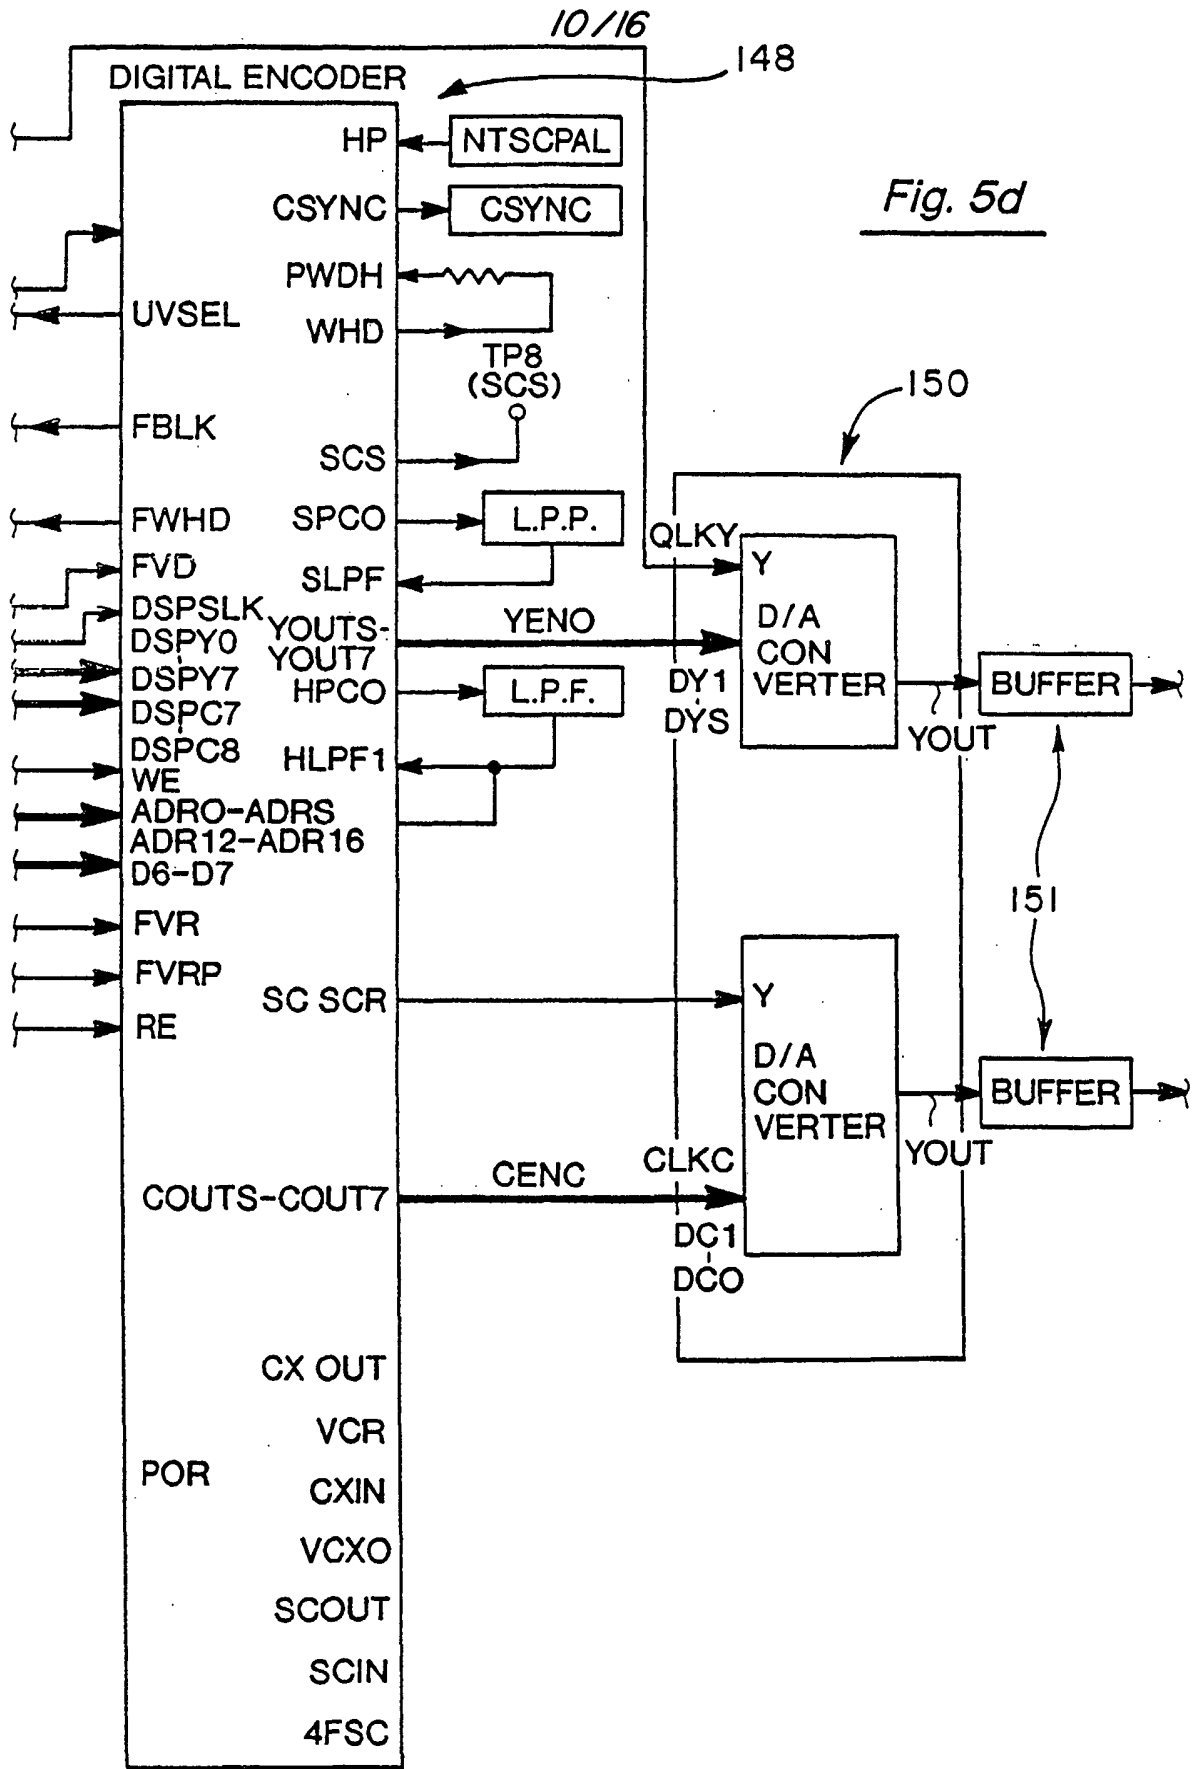 10/16
DIGITAL ENCODER
148
HP
NTSCPAL
CSYNC
CSYNC
Fig. 5d
PWDH
UVSEL
WHD
TP8
(SCS)
150
FBLK
SCS
FWHD
SPCO
L.P.P.
QLKY
Y
FVD
SLPF
DSPSLK
YOUTS-
YOUT7
YENO
D/A
CON
VERTER
DSPY0
DSPY7
HPCO
L.P.F.
DY1
DYS
BUFFER
DSPC7
YOUT
DSPC8
HLPF1
WE
ADRO-ADRS
ADR12-ADR16
D6-D7
151
FVR
FVRP
SC SCR
Y
RE
D/A
CON
VERTER
BUFFER
YOUT
CLKC
CENC
COUTS-COUT7
DC1
DCO
CX OUT
VCR
POR
CXIN
VCXO
SCOUT
SCIN
4FSC